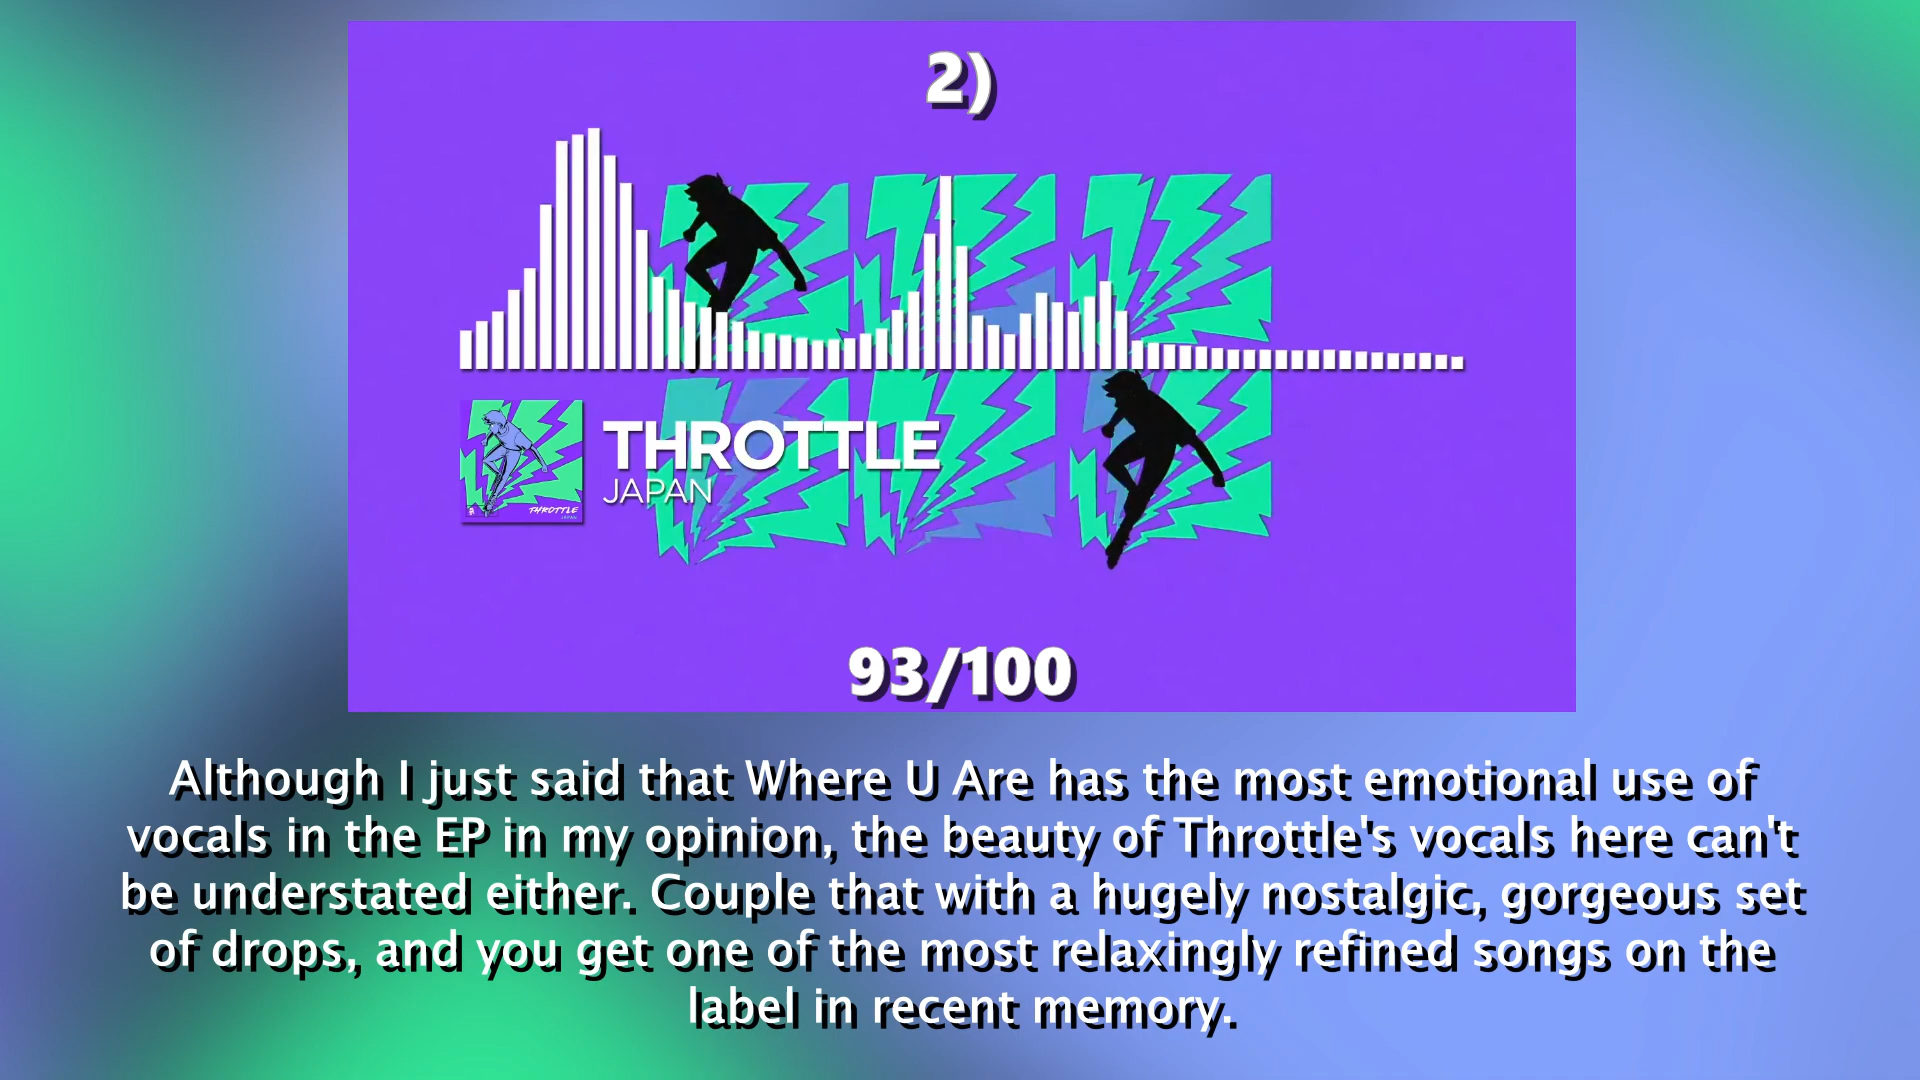 2)
THROTTLE
JAPAN
THROTTLE
JAPAN
93/100
Although I just said that Where U Are has the most emotional use of
vocals in the EP in my opinion, the beauty of Throttle's vocals here can't
be understated either. Couple that with a hugely nostalgic, gorgeous set
of drops, and you get one of the most relaxingly refined songs on the
label in recent memory.